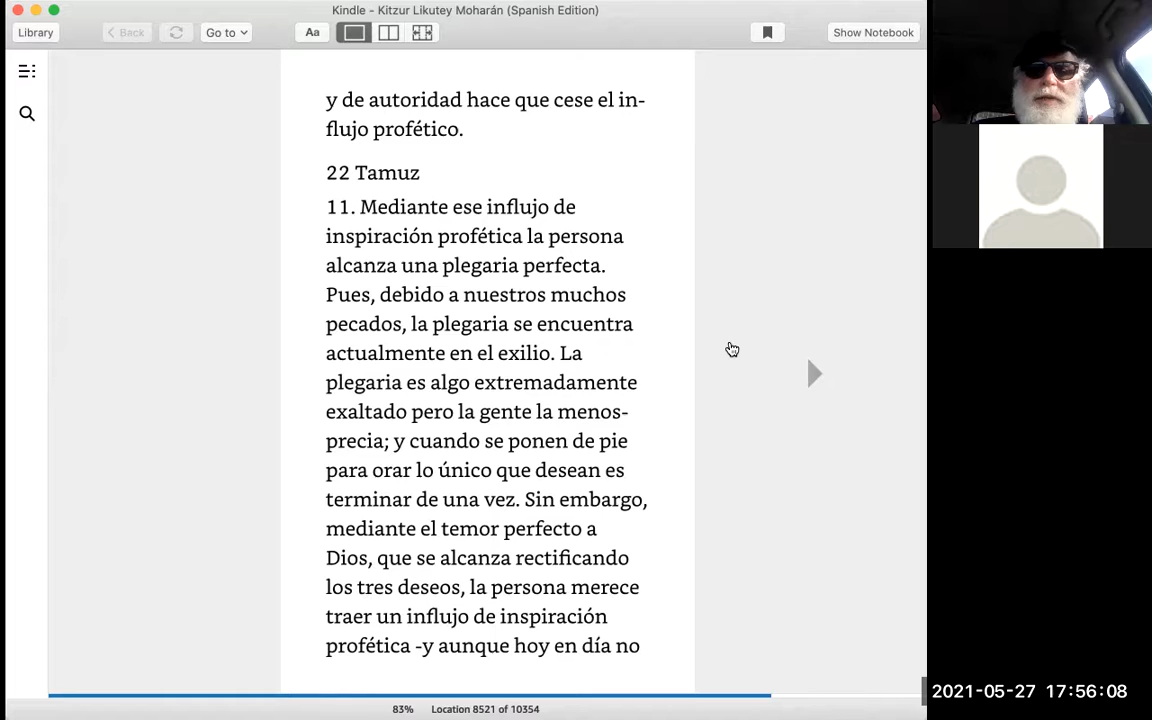 Kindle - Kitzur Likutey Moharán (Spanish Edition)
Library
Back
Go to
Aa
Show Notebook
y de autoridad hace que cese el in-
flujo profético.
22 Tamuz
11. Mediante ese influjo de
inspiración profética la persona
alcanza una plegaria perfecta.
Pues, debido a nuestros muchos
pecados, la plegaria se encuentra
actualmente en el exilio. La
plegaria es algo extremadamente
exaltado pero la gente la menos-
precia; y cuando se ponen de pie
para orar lo único que desean es
terminar de una vez. Sin embargo,
mediante el temor perfecto a
Dios, que se alcanza rectificando
los tres deseos, la persona merece
traer un influjo de inspiración
profética -y aunque hoy en día no
83% Location 8521 of 10354
2021-05-27 17:56:08